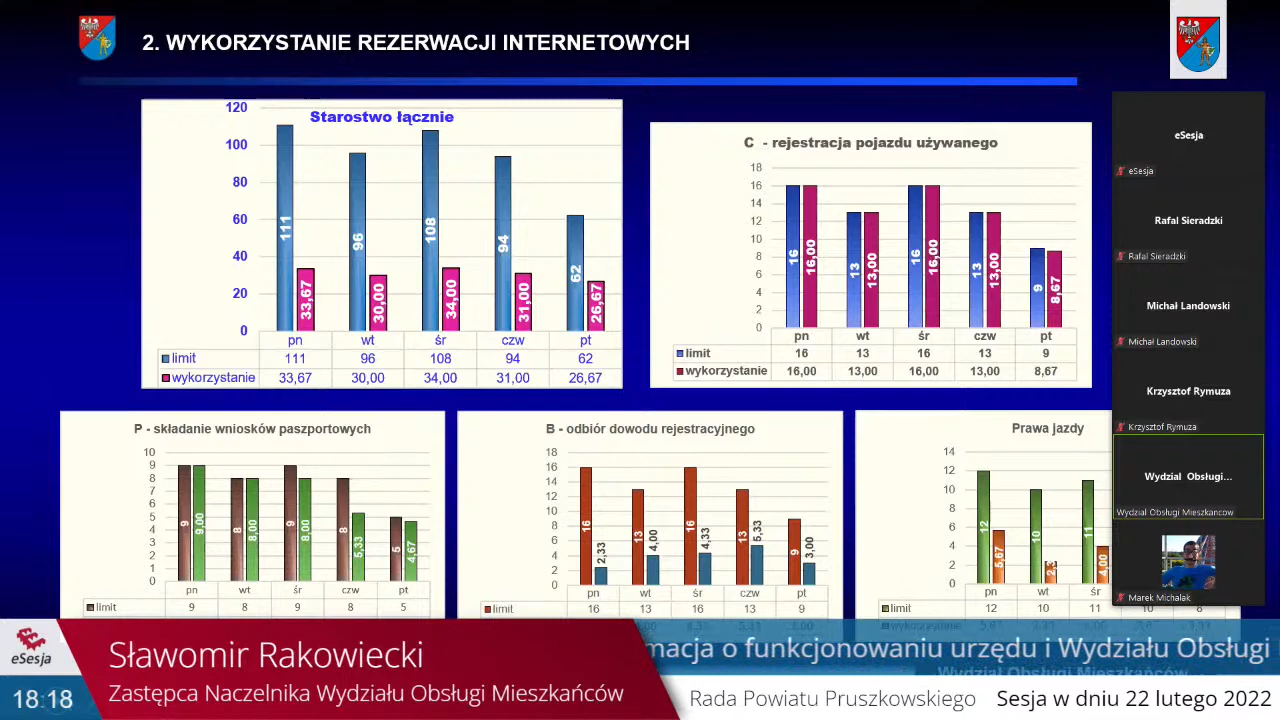 2. WYKORZYSTANIE REZERWACJI INTERNETOWYCH
Starostwo łącznie
120
100
80
60
40
20
0
111
33,67
96
30,00
108
34,00
94
31,00
62
26,67
pn wt śr czw pt
limit 111 96 108 94 62
wykorzystanie 33,67 30,00 34,00 31,00 26,67
C - rejestracja pojazdu używanego
18
16
14
12
10
8
6
4
2
0
16
16,00
13
13,00
16
16,00
13
13,00
9
8,67
pn wt śr czw pt
limit 16 13 16 13 9
wykorzystanie 16,00 13,00 16,00 13,00 8,67
P - składanie wniosków paszportowych
10
9
8
7
6
5
4
3
2
1
0
9
9,00
8
8,00
9
8,00
8
5,33
5
4,67
pn wt śr czw pt
limit 9 8 9 8 5
B - odbiór dowodu rejestracyjnego
18
16
14
12
10
8
6
4
2
0
16
2,33
13
4,00
16
4,33
13
5,33
9
3,00
pn wt śr czw pt
limit 16 13 16 13 9
Prawa jazdy
14
12
10
8
6
4
2
0
12
5,67
10
11
4,00
pn wt śr
limit 12 10 11 10 8
eSesja
eSesja
Rafal Sieradzki
Rafal Sieradzki
Michał Landowski
Michał Landowski
Krzysztof Rymuza
Krzysztof Rymuza
Wydzial Obsługi...
Wydzial Obsługi Mieszkancow
Marek Michalak
eSesja
18:18
Sławomir Rakowiecki
Zastępca Naczelnika Wydziału Obsługi Mieszkańców
macja o funkcjonowaniu urzędu i Wydziału Obsługi
Wydział Obsługi Mieszkańców
Rada Powiatu Pruszkowskiego Sesja w dniu 22 lutego 2022